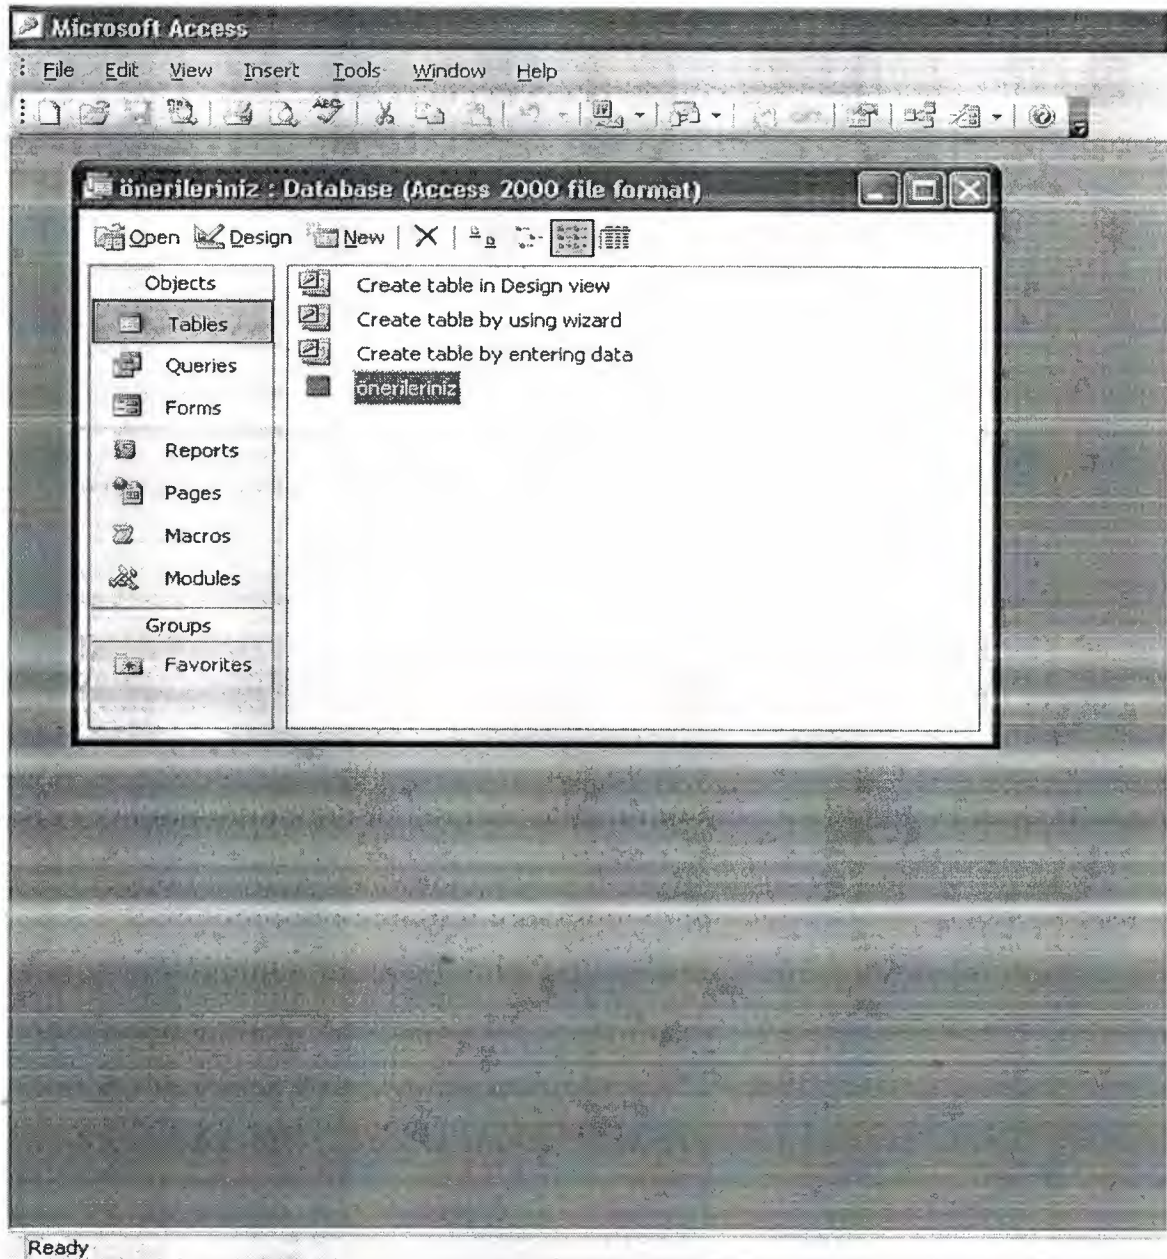 Microsoft Access
File Edit View Insert Tools Window Help
önerileriniz : Database (Access 2000 file format)
Open Design New
Objects
Tables
Queries
Forms
Reports
Pages
Macros
Modules
Groups
Favorites
Create table in Design view
Create table by using wizard
Create table by entering data
önerileriniz
Ready